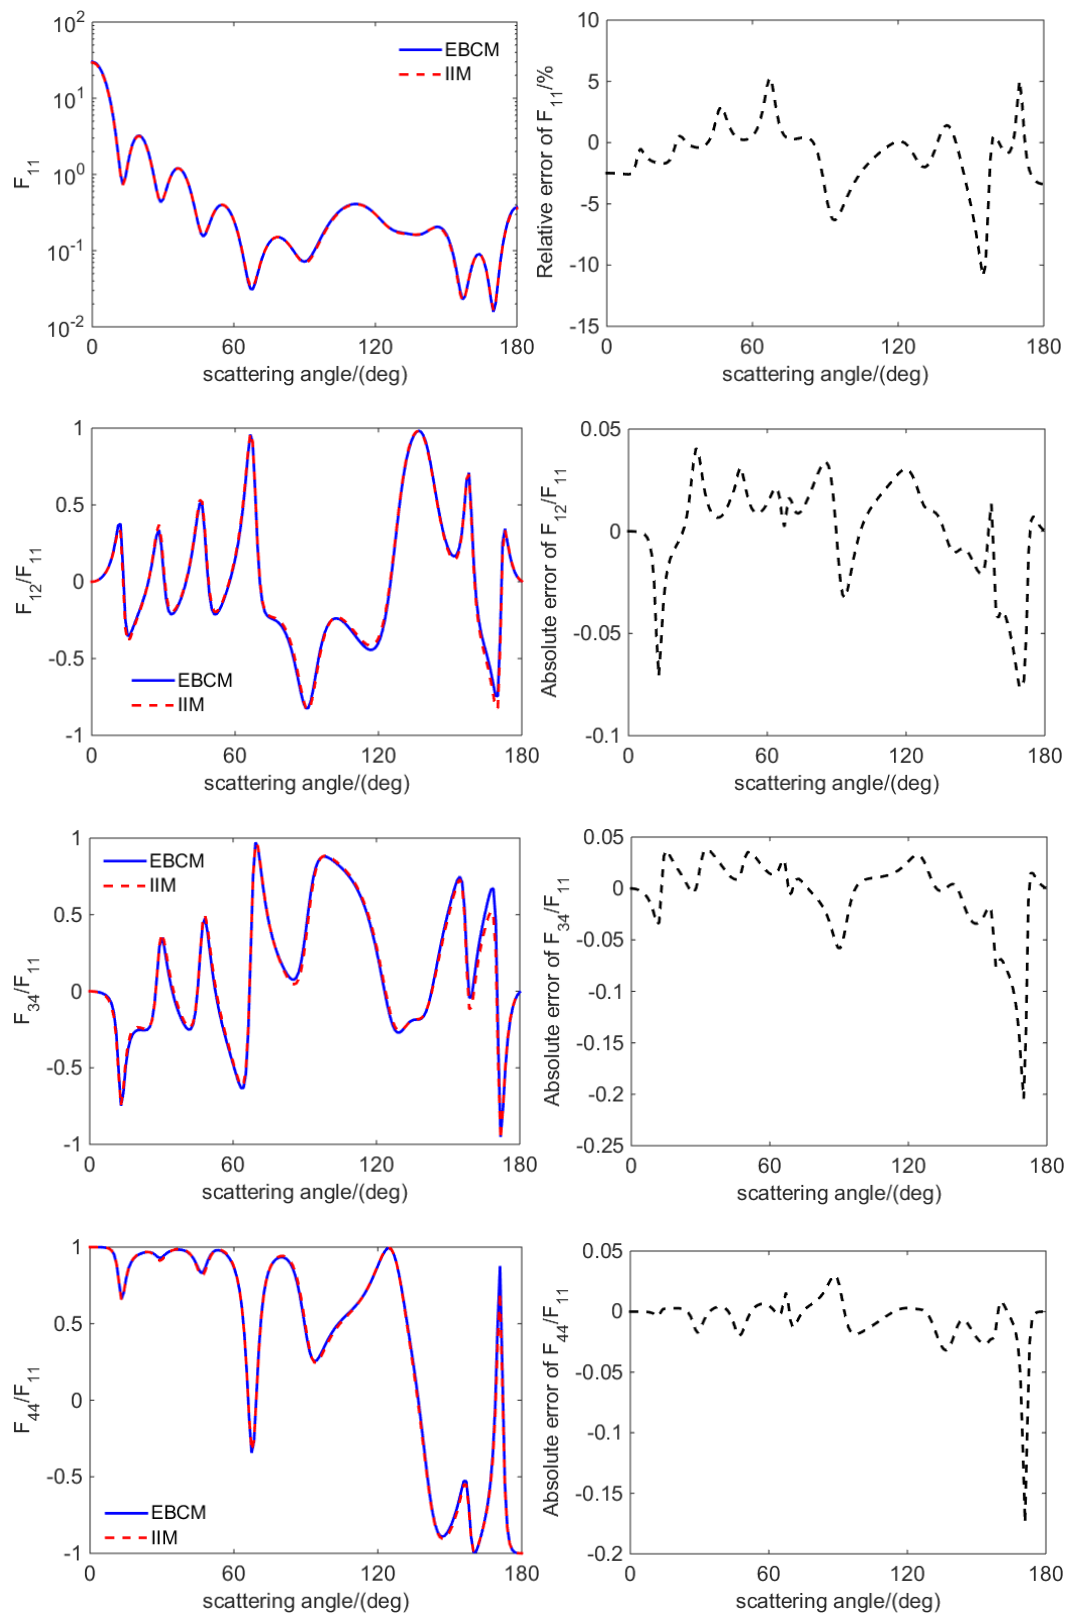 10^2
10^1
10^0
10^-1
10^-2
F_11
EBCM
IIM
0 60 120 180
scattering angle/(deg)
10
5
0
-5
-10
-15
Relative error of F_11/%
0 60 120 180
scattering angle/(deg)
1
0.5
0
-0.5
-1
F_12/F_11
EBCM
IIM
0 60 120 180
scattering angle/(deg)
0.05
0
-0.05
-0.1
Absolute error of F_12/F_11
0 60 120 180
scattering angle/(deg)
1
0.5
0
-0.5
-1
F_34/F_11
EBCM
IIM
0 60 120 180
scattering angle/(deg)
0.05
0
-0.05
-0.1
-0.15
-0.2
-0.25
Absolute error of F_34/F_11
0 60 120 180
scattering angle/(deg)
1
0.5
0
-0.5
-1
F_44/F_11
EBCM
IIM
0 60 120 180
scattering angle/(deg)
0.05
0
-0.05
-0.1
-0.15
-0.2
Absolute error of F_44/F_11
0 60 120 180
scattering angle/(deg)